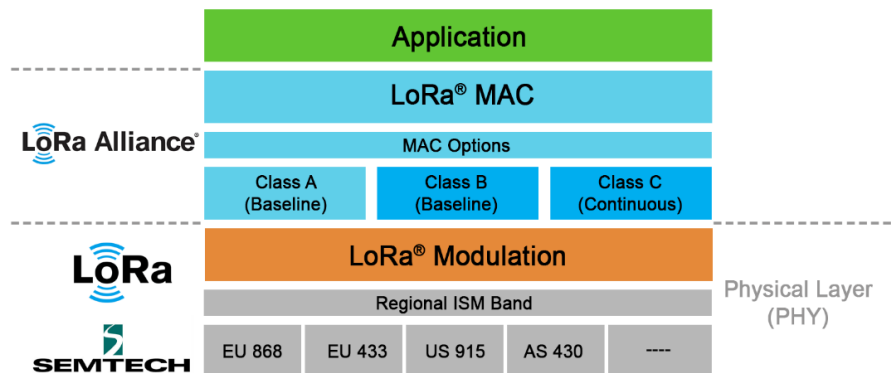 Application
LoRa® MAC
LoRa Alliance®
MAC Options
Class A
(Baseline)
Class B
(Baseline)
Class C
(Continuous)
LoRa
LoRa® Modulation
Regional ISM Band
Physical Layer
(PHY)
SEMTECH
EU 868
EU 433
US 915
AS 430
----